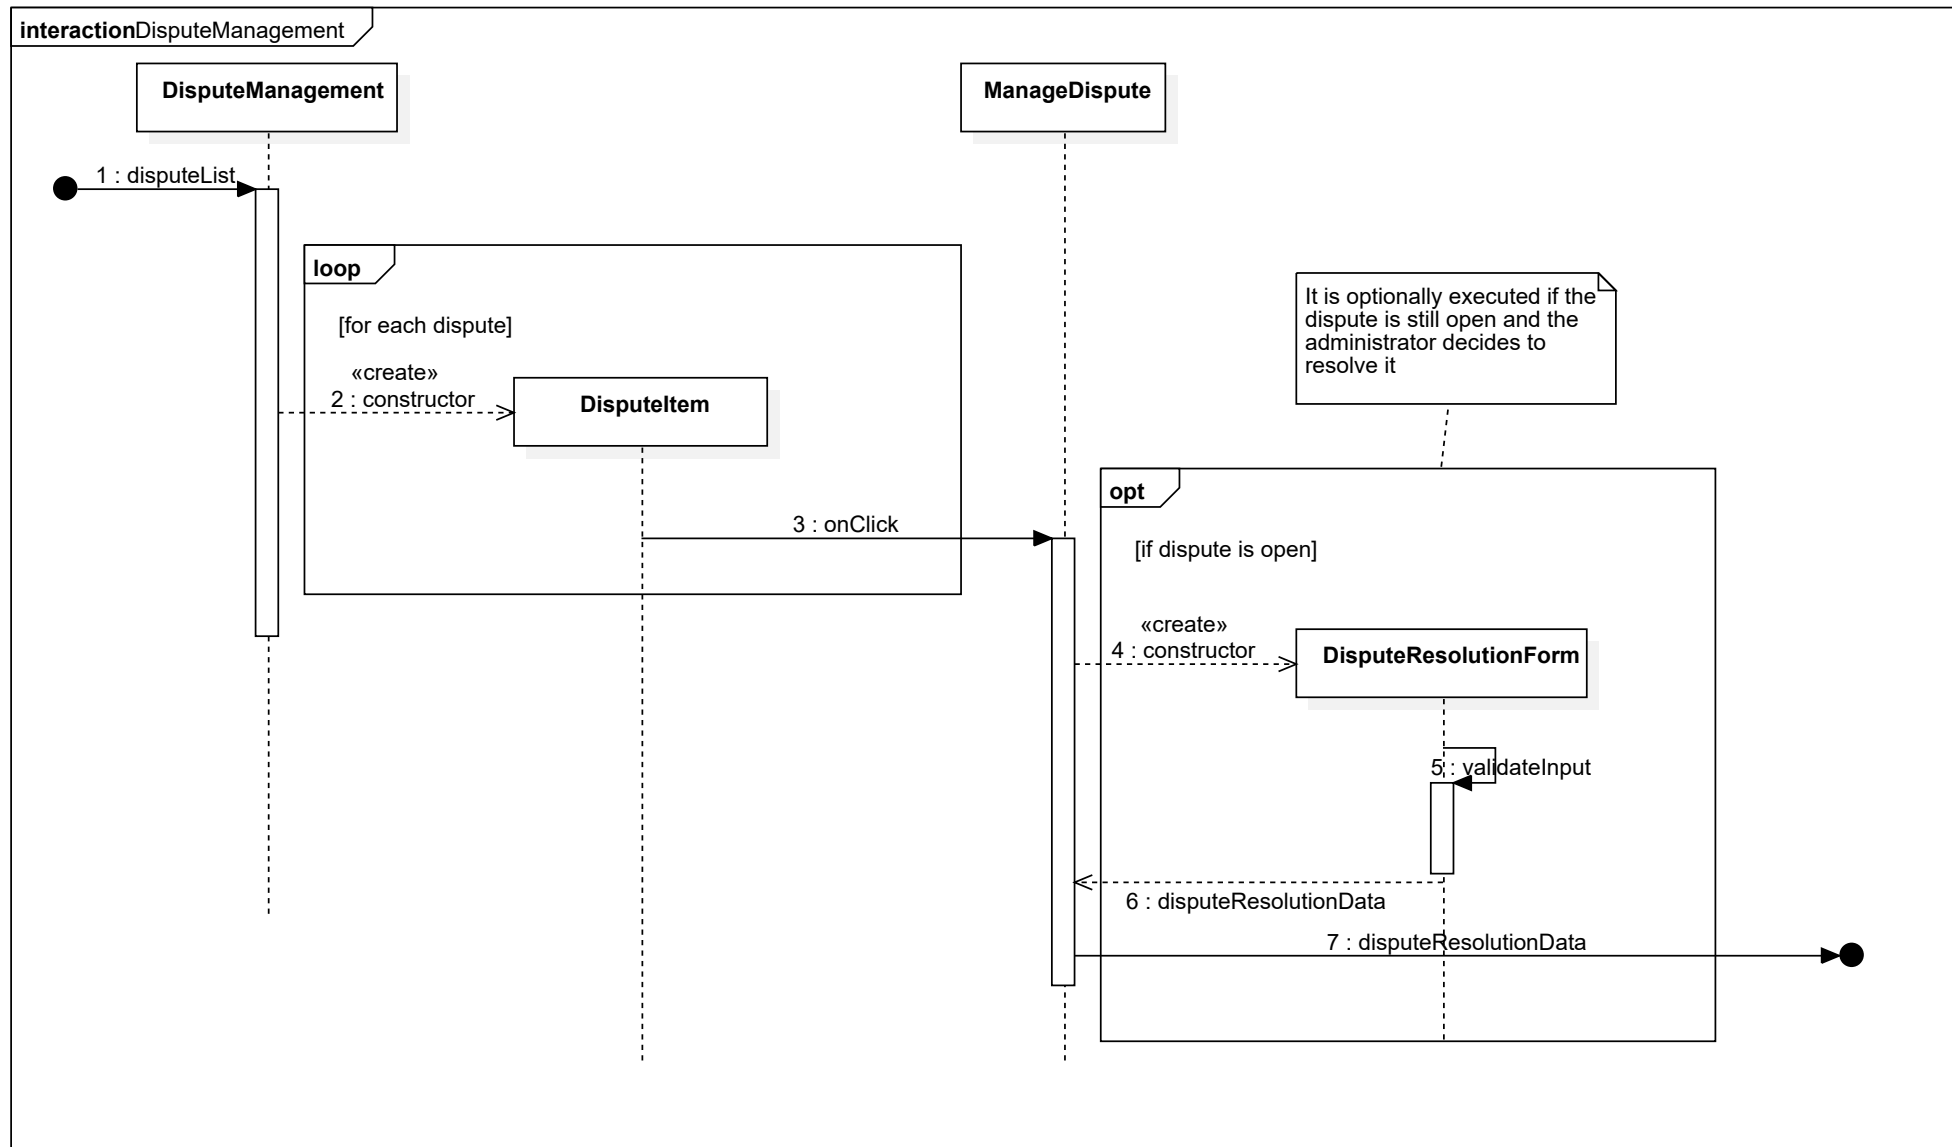 interactionDisputeManagement
DisputeManagement
ManageDispute
1 : disputeList
loop
[for each dispute]
It is optionally executed if the
dispute is still open and the
administrator decides to
resolve it
«create»
2 : constructor
DisputeItem
opt
3 : onClick
[if dispute is open]
«create»
4 : constructor
DisputeResolutionForm
5 : validateInput
6 : disputeResolutionData
7 : disputeResolutionData